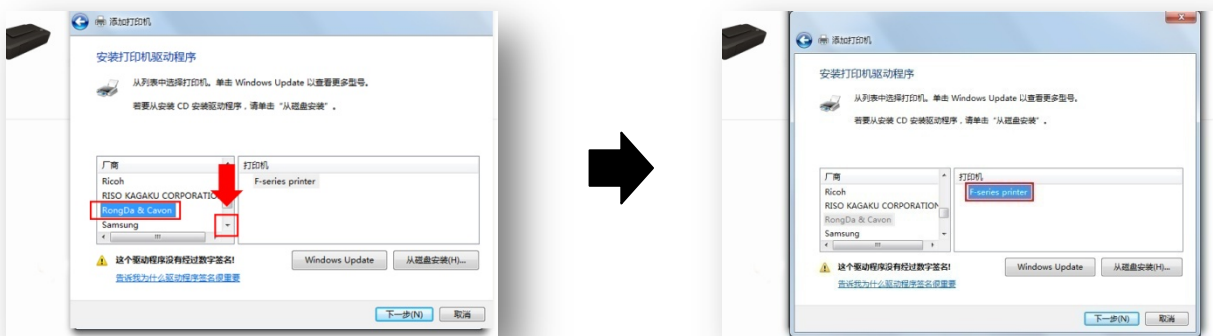 添加打印机
安装打印机驱动程序
从列表中选择打印机。单击 Windows Update 以查看更多型号。
若要从安装 CD 安装驱动程序，请单击“从磁盘安装”。
厂商
打印机
Ricoh
F-series printer
RISO KAGAKU CORPORATIO
RongDa & Cavon
Samsung
这个驱动程序没有经过数字签名!
Windows Update
从磁盘安装(H)...
告诉我为什么驱动程序签名很重要
下一步(N)
取消
添加打印机
安装打印机驱动程序
从列表中选择打印机。单击 Windows Update 以查看更多型号。
若要从安装 CD 安装驱动程序，请单击“从磁盘安装”。
厂商
打印机
Ricoh
F-series printer
RISO KAGAKU CORPORATION
RongDa & Cavon
Samsung
这个驱动程序没有经过数字签名!
Windows Update
从磁盘安装(H)...
告诉我为什么驱动程序签名很重要
下一步(N)
取消